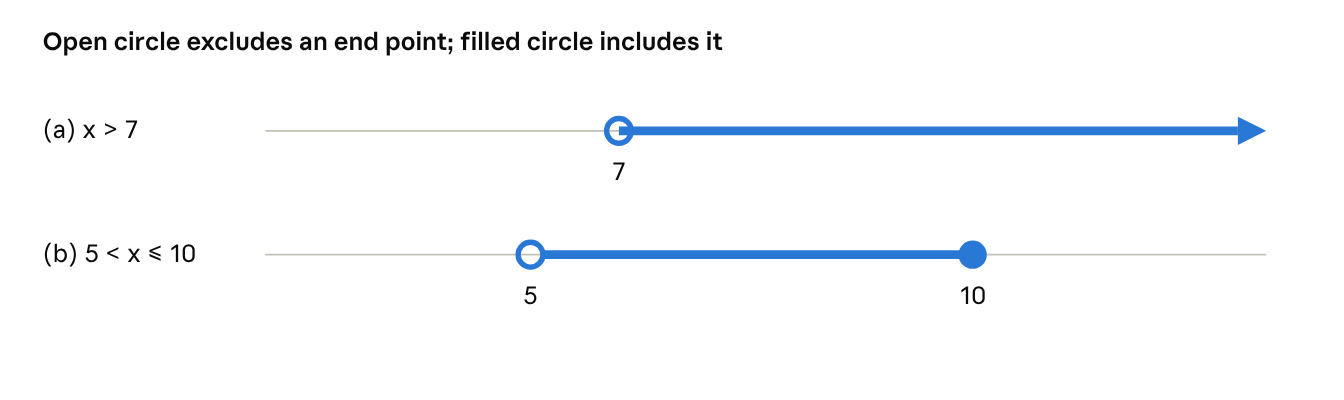 Open circle excludes an end point; filled circle includes it
(a) x > 7
7
(b) 5 < x ⩽ 10
5 10